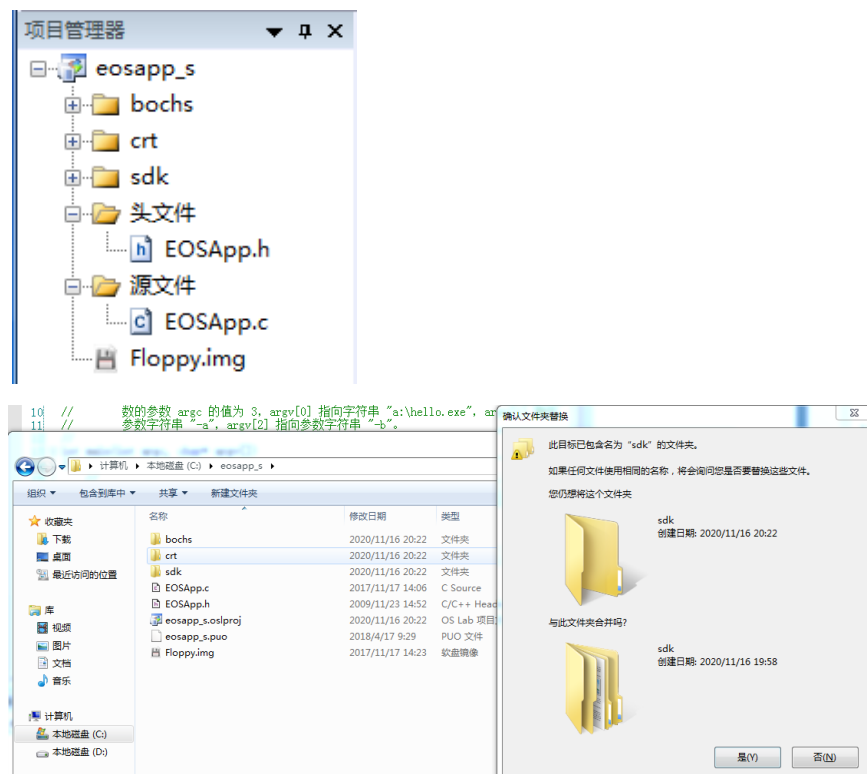 项目管理器
eosapp_s
bochs
crt
sdk
头文件
h EOSApp.h
源文件
c EOSApp.c
Floppy.img
10 // 数的参数 argc 的值为 3, argv[0] 指向字符串 "a:\hello.exe", ar
11 // 参数字符串 "-a", argv[2] 指向参数字符串 "-b"。
计算机 本地磁盘 (C:) eosapp_s
组织 包含到库中 共享 新建文件夹
收藏夹
下载
桌面
最近访问的位置
库
视频
图片
文档
音乐
计算机
本地磁盘 (C:)
本地磁盘 (D:)
名称 修改日期 类型
bochs 2020/11/16 20:22 文件夹
crt 2020/11/16 20:22 文件夹
sdk 2020/11/16 20:22 文件夹
EOSApp.c 2017/11/17 14:06 C Source
EOSApp.h 2009/11/23 14:52 C/C++ Head
eosapp_s.oslproj 2020/11/16 20:22 OS Lab 项目
eosapp_s.puo 2018/4/17 9:29 PUO 文件
Floppy.img 2017/11/17 14:23 软盘镜像
确认文件夹替换
此目标已包含名为“sdk”的文件夹。
如果任何文件使用相同的名称，将会询问您是否要替换这些文件。
您仍想将这个文件夹
sdk
创建日期: 2020/11/16 20:22
与此文件夹合并吗?
sdk
创建日期: 2020/11/16 19:58
是(Y) 否(N)